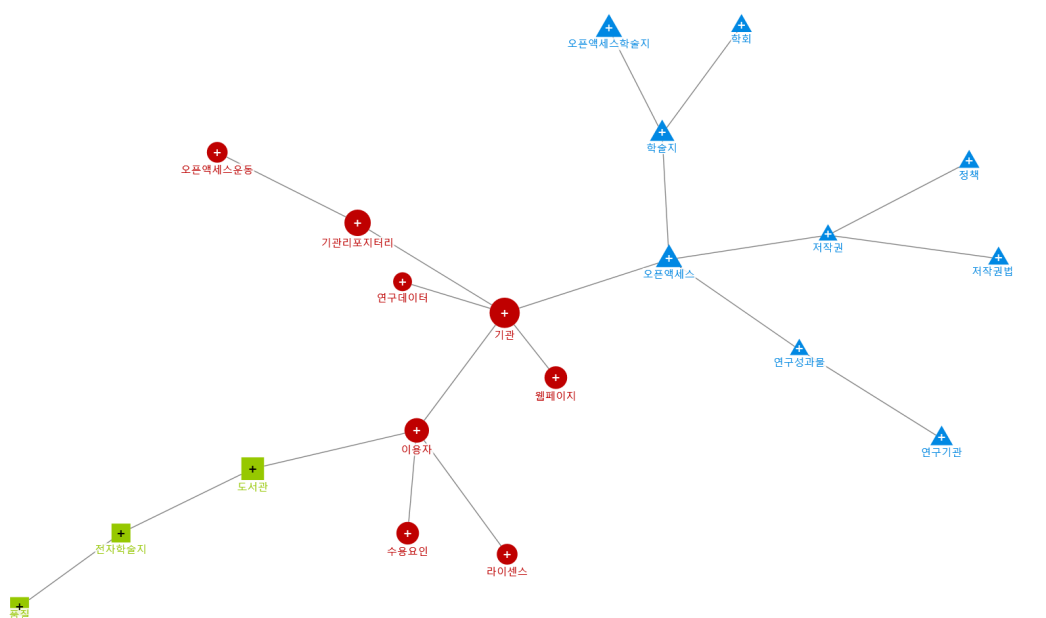 오픈액세스학술지
학회
학술지
오픈액세스운동
정책
기관리포지터리
저작권
오픈액세스
저작권법
연구데이터
기관
연구성과물
웹페이지
이용자
연구기관
도서관
전자학술지
수용요인
라이센스
품질